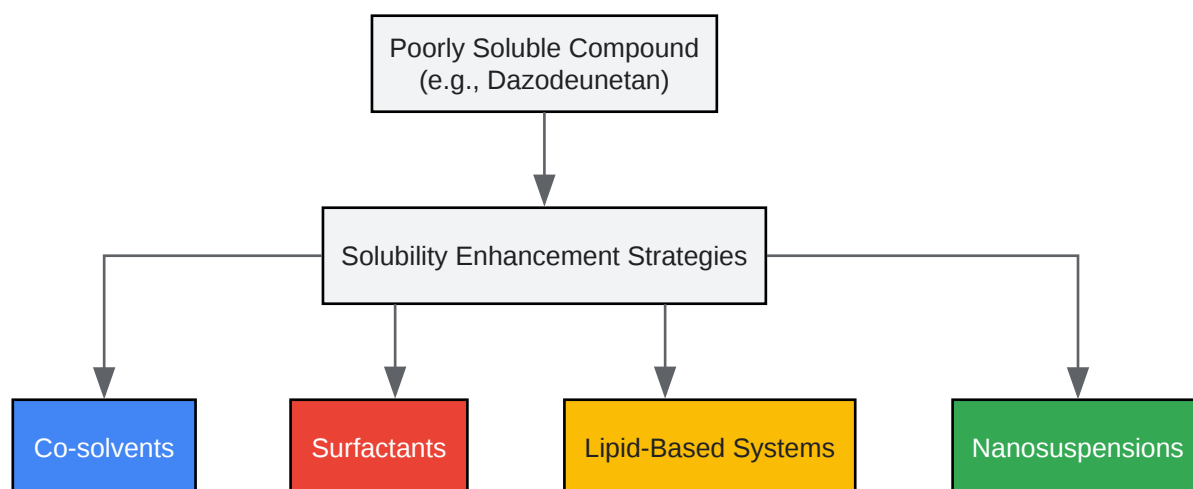 Poorly Soluble Compound
(e.g., Dazodeunetan)
Solubility Enhancement Strategies
Co-solvents
Surfactants
Lipid-Based Systems
Nanosuspensions